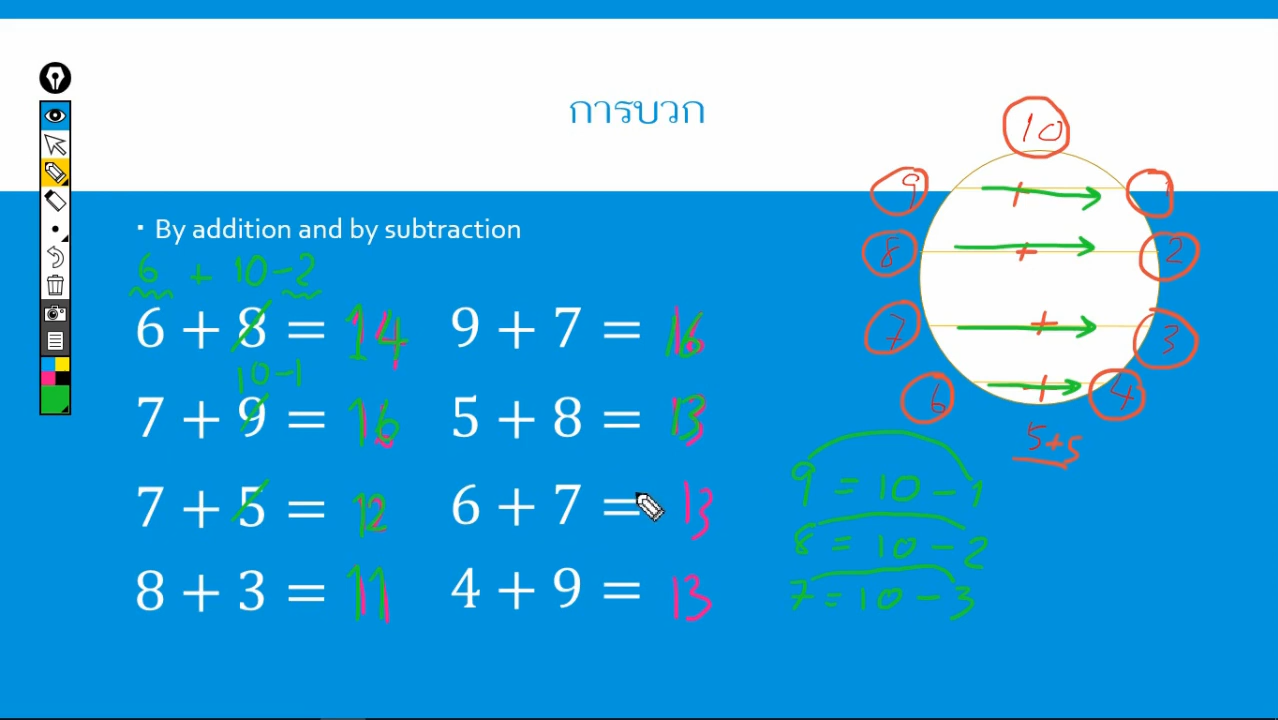 การบวก
10
9 + 1
8 + 2
7 + 3
6 + 4
5+5
▪ By addition and by subtraction
6 + 10-2
6 + 8 = 14
10-1
7 + 9 = 16
7 + 5 = 12
8 + 3 = 11
9 + 7 = 16
5 + 8 = 13
6 + 7 = 13
4 + 9 = 13
9 = 10 - 1
8 = 10 - 2
7 = 10 - 3